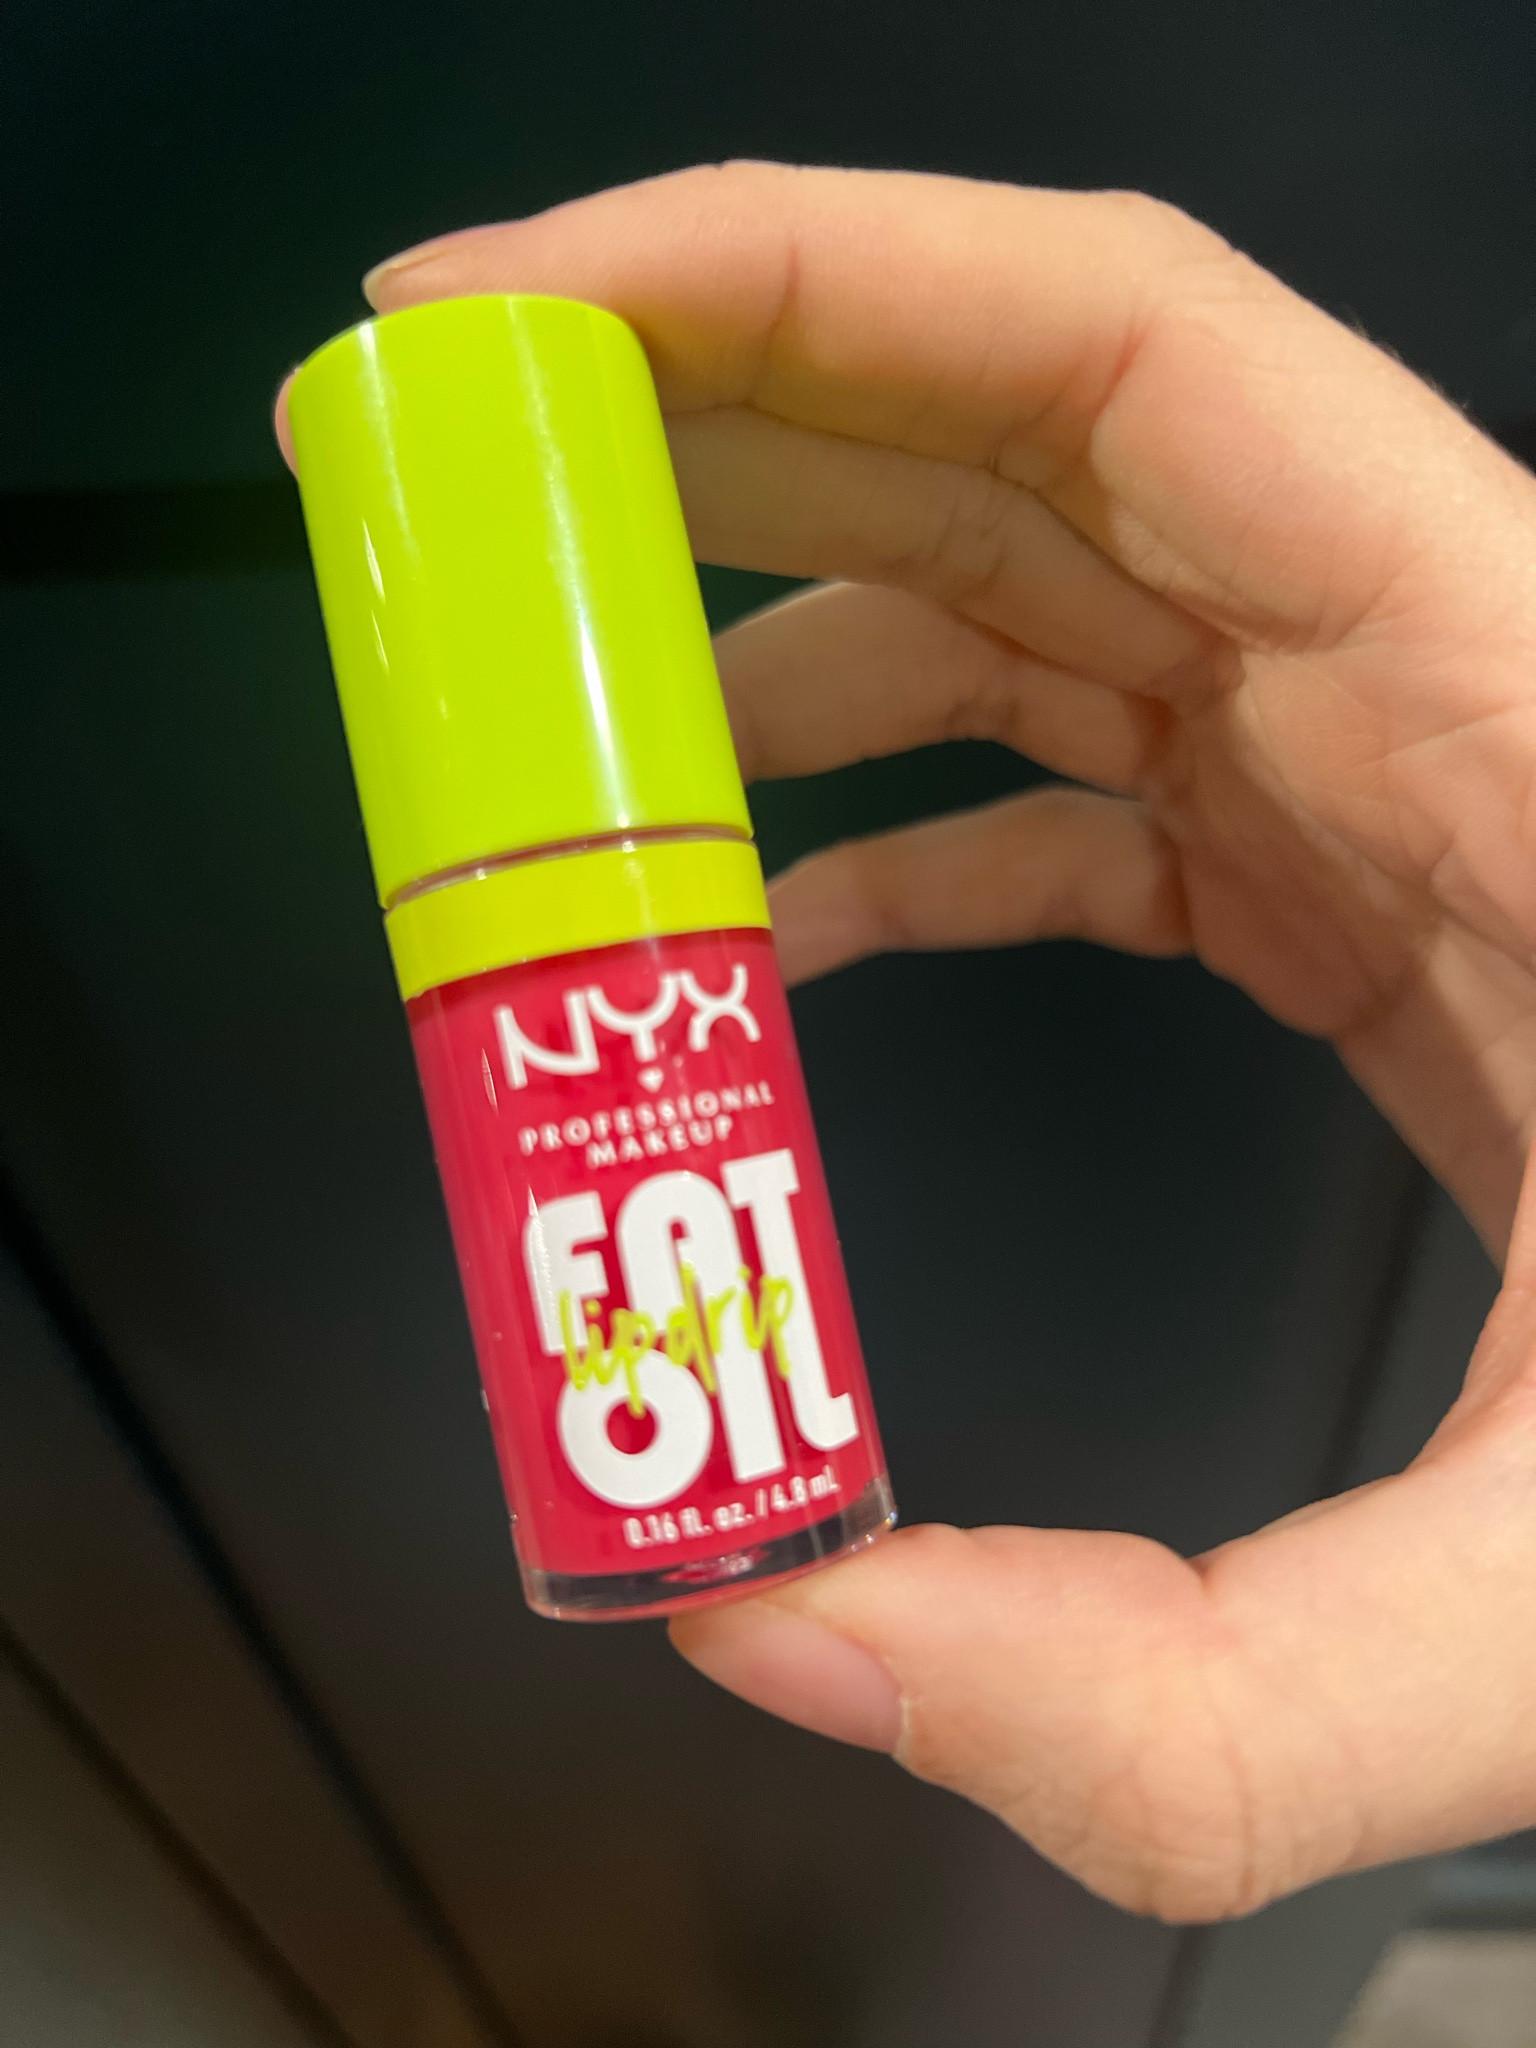 NYX
PROFESSIONAL
MAKEUP
FAT
lip drip
OIL
0.16 fl. oz. / 4.8 mL